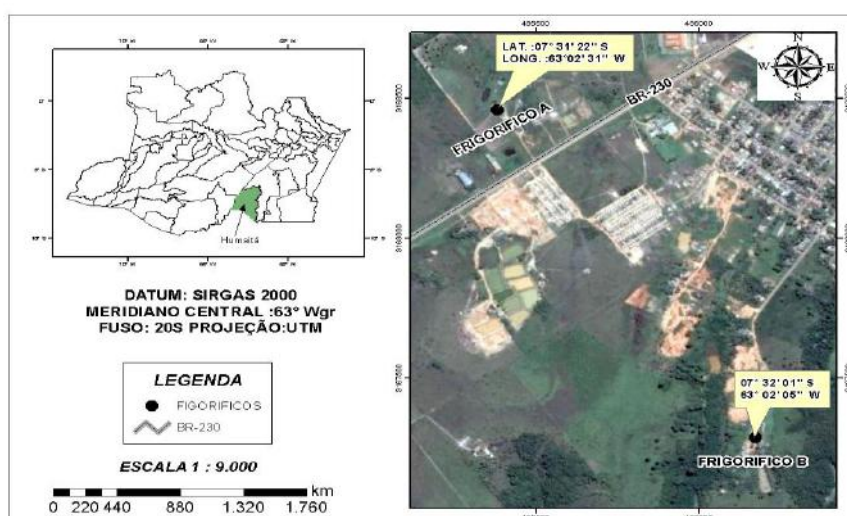 Humaitá
DATUM: SIRGAS 2000
MERIDIANO CENTRAL :63° Wgr
FUSO: 20S PROJEÇÃO:UTM
LEGENDA
FIGORIFICOS
BR-230
ESCALA 1 : 9.000
km
0 220 440 880 1.320 1.760
N
W E
S
LAT. :07° 31' 22" S
LONG. :63° 02' 31" W
FRIGORIFICO A
BR-230
07° 32' 01" S
63° 02' 05" W
FRIGORIFICO B